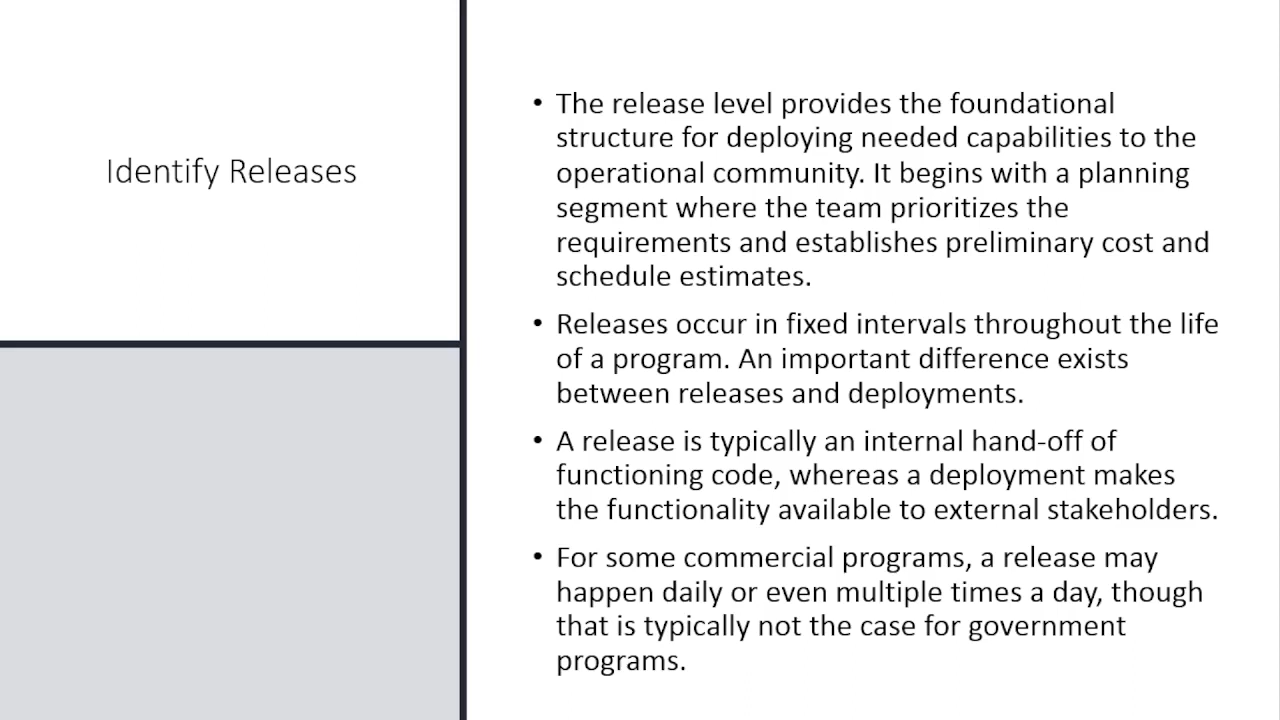 Identify Releases
• The release level provides the foundational
structure for deploying needed capabilities to the
operational community. It begins with a planning
segment where the team prioritizes the
requirements and establishes preliminary cost and
schedule estimates.
• Releases occur in fixed intervals throughout the life
of a program. An important difference exists
between releases and deployments.
• A release is typically an internal hand-off of
functioning code, whereas a deployment makes
the functionality available to external stakeholders.
• For some commercial programs, a release may
happen daily or even multiple times a day, though
that is typically not the case for government
programs.